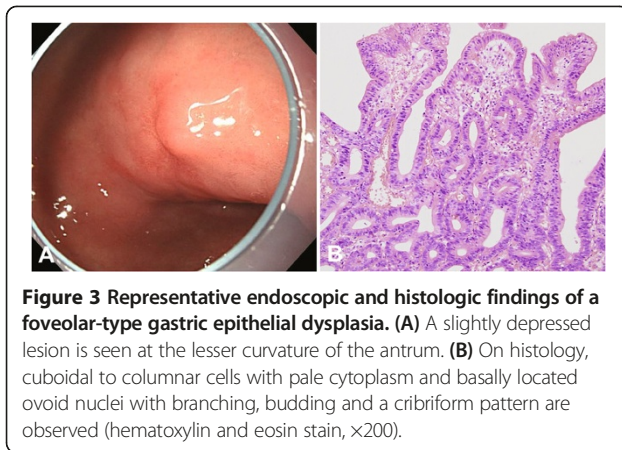 A
B
Figure 3 Representative endoscopic and histologic findings of a
foveolar-type gastric epithelial dysplasia. (A) A slightly depressed
lesion is seen at the lesser curvature of the antrum. (B) On histology,
cuboidal to columnar cells with pale cytoplasm and basally located
ovoid nuclei with branching, budding and a cribriform pattern are
observed (hematoxylin and eosin stain, ×200).